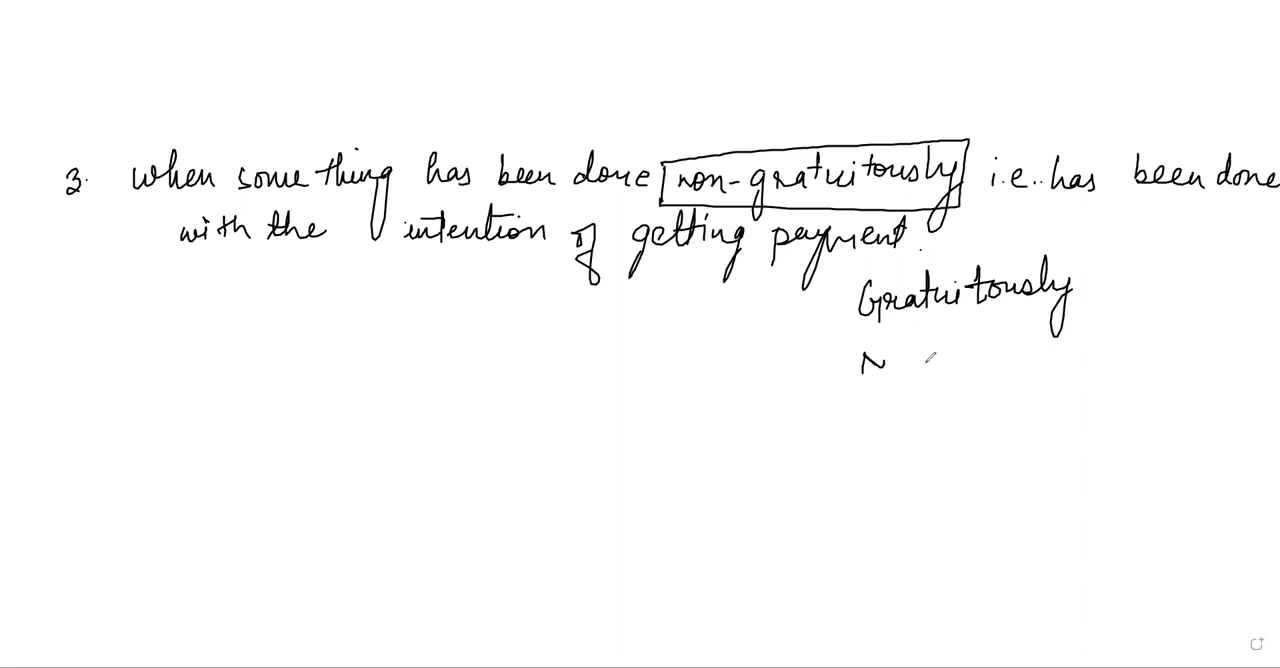 3. When something has been done non-gratuitously i.e.. has been done
with the intention of getting payment.
Gratuitously
N